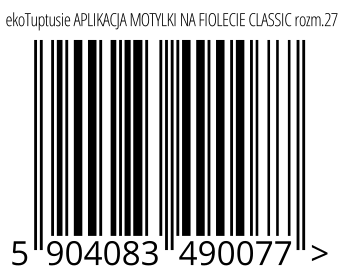 ekoTuptusie APLIKACJA MOTYLKI NA FIOLECIE CLASSIC rozm.27
5 904083 490077 >